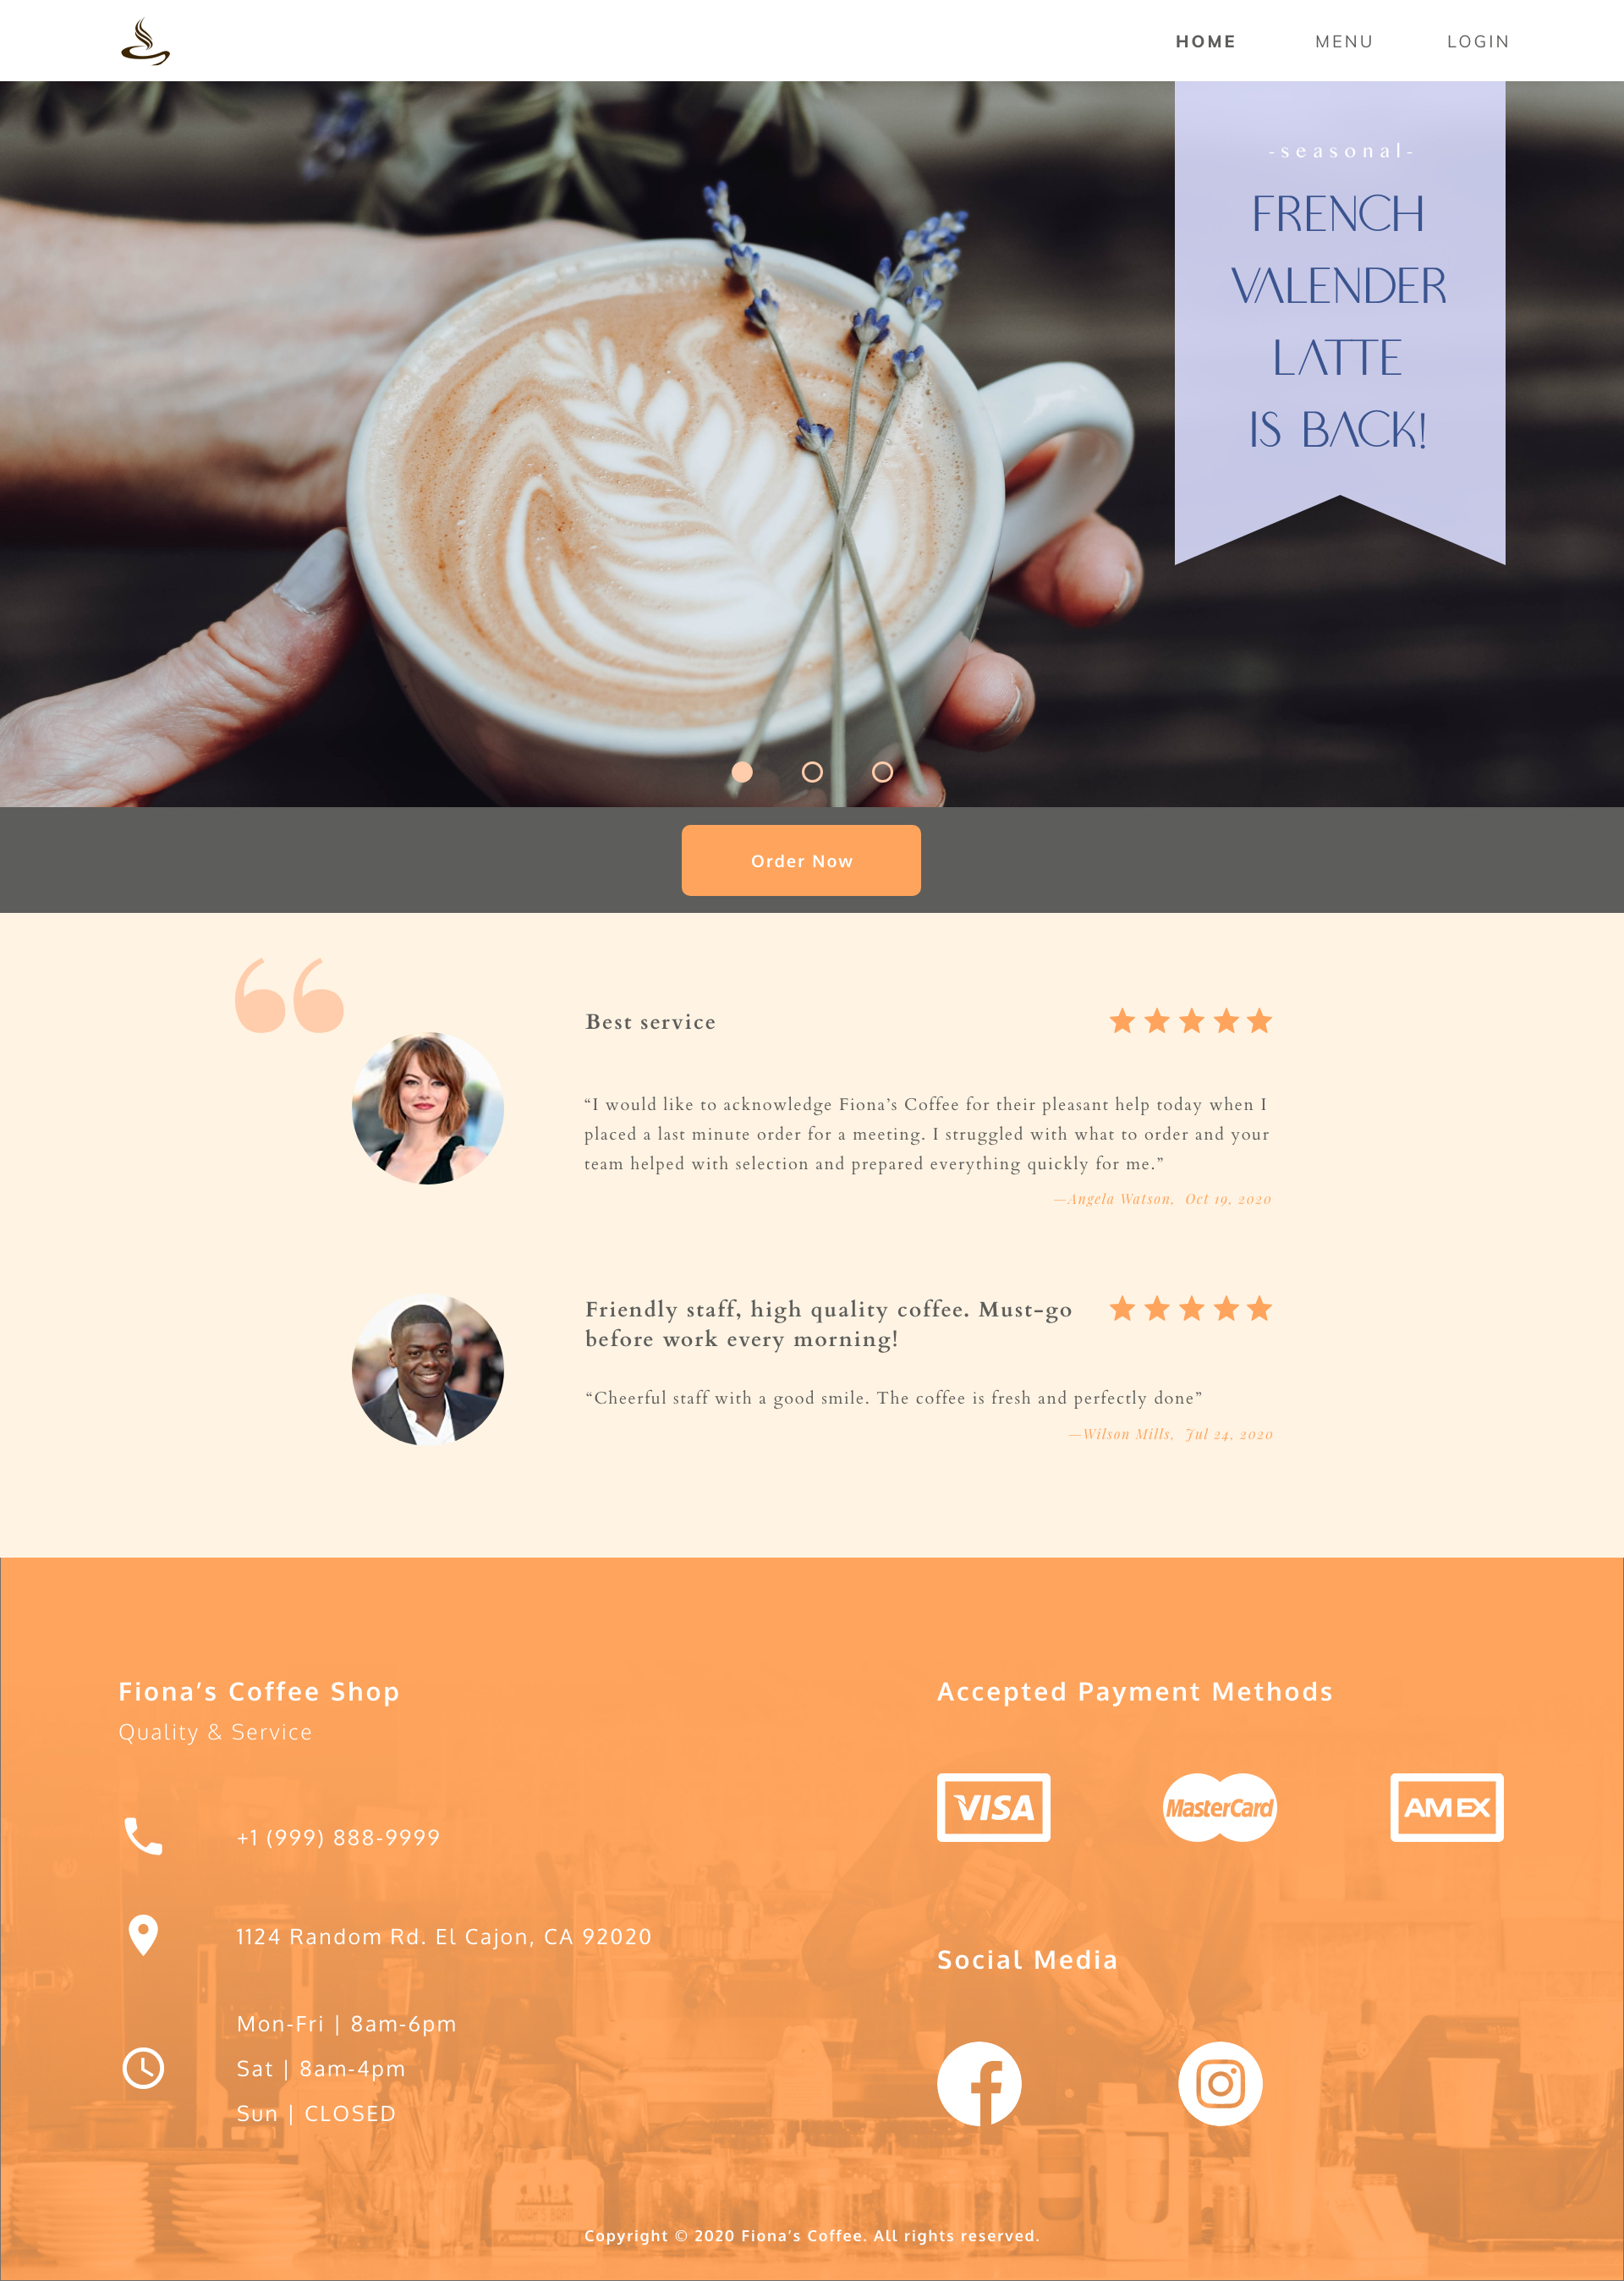 HOME MENU LOGIN
-seasonal-
FRENCH
VALENDER
LATTE
IS BACK!
Order Now
Best service
“I would like to acknowledge Fiona’s Coffee for their pleasant help today when I
placed a last minute order for a meeting. I struggled with what to order and your
team helped with selection and prepared everything quickly for me.”
—Angela Watson, Oct 19, 2020
Friendly staff, high quality coffee. Must-go
before work every morning!
“Cheerful staff with a good smile. The coffee is fresh and perfectly done”
—Wilson Mills, Jul 24, 2020
Fiona’s Coffee Shop
Quality & Service
+1 (999) 888-9999
1124 Random Rd. El Cajon, CA 92020
Mon-Fri | 8am-6pm
Sat | 8am-4pm
Sun | CLOSED
Accepted Payment Methods
VISA MasterCard AMEX
Social Media
Copyright © 2020 Fiona’s Coffee. All rights reserved.